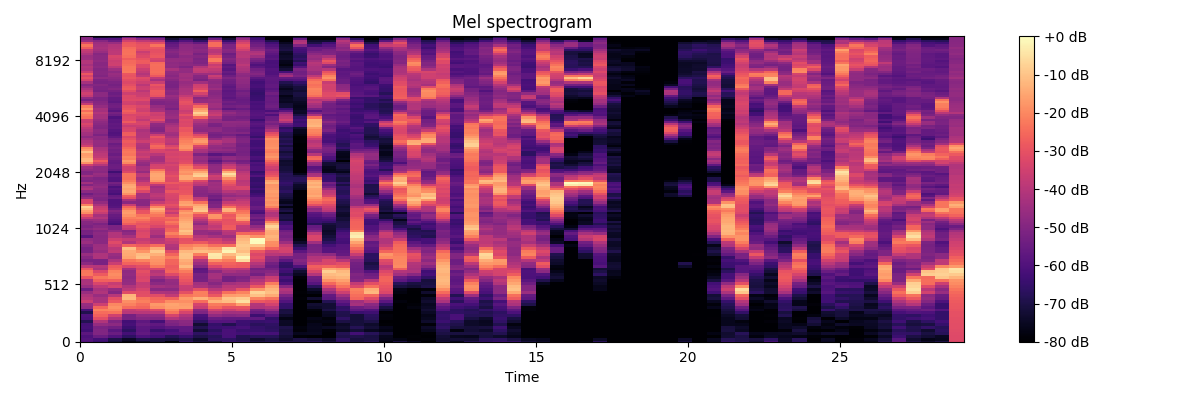 Mel spectrogram
8192
4096
2048
1024
512
0
Hz
0 5 10 15 20 25
Time
+0 dB
-10 dB
-20 dB
-30 dB
-40 dB
-50 dB
-60 dB
-70 dB
-80 dB